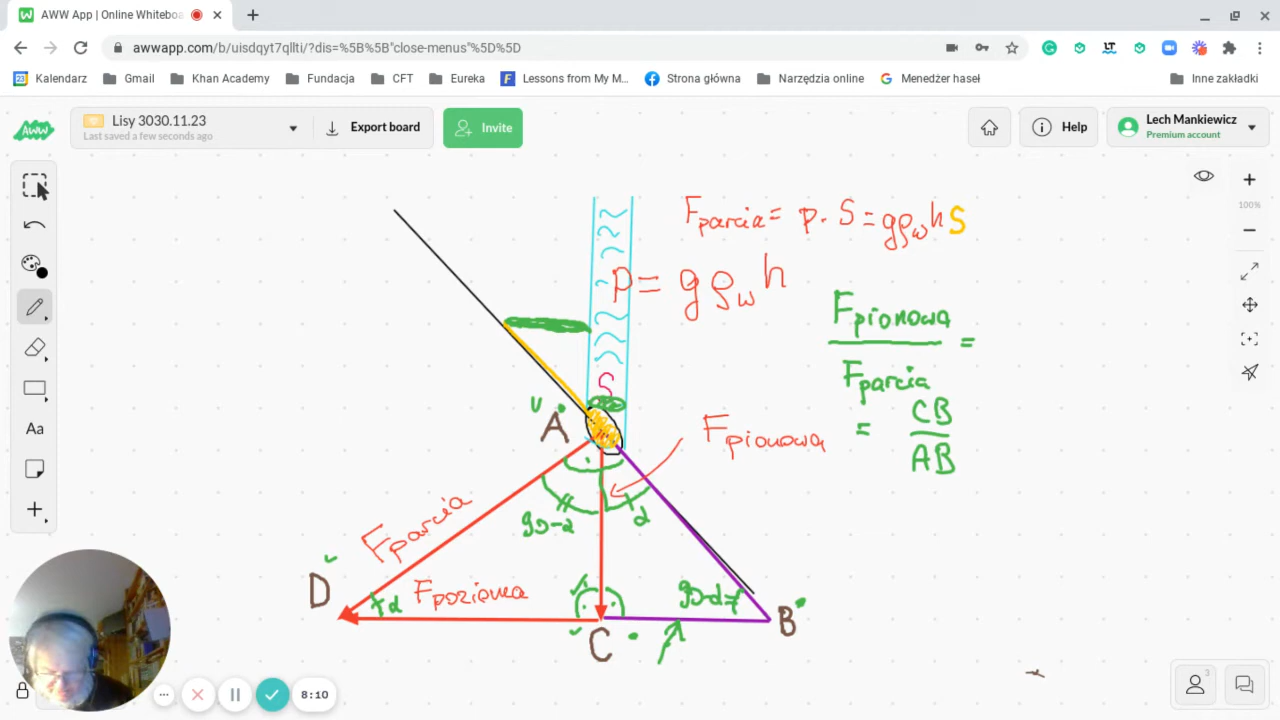 AWW App | Online Whiteboa
awwapp.com/b/uisdqyt7qllti/?dis=%5B%5B"close-menus"%5D%5D
Kalendarz
Gmail
Khan Academy
Fundacja
CFT
Eureka
Lessons from My M...
Strona główna
Narzędzia online
Menedżer haseł
Inne zakładki
AWW
Lisy 3030.11.23
Last saved a few seconds ago
Export board
Invite
Help
Lech Mankiewicz
Premium account
100%
Aa
Fparcia = p · S = gρwhS
p = gρwh
Fpionowa
=
Fparcia
= CB
AB
S
A
Fpionowa
90-α
α
Fparcia
D
α
Fpozioma
90-α
B
C
8:10
3